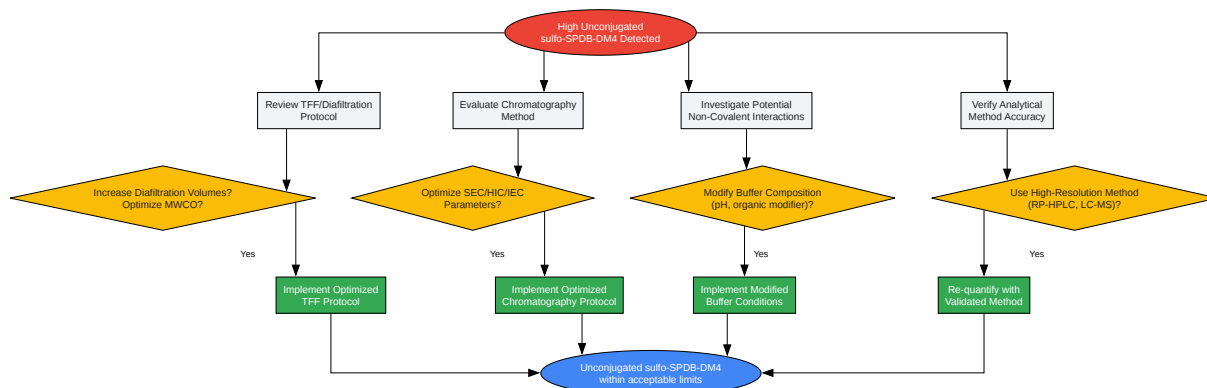 High Unconjugated
sulfo-SPDB-DM4 Detected
Review TFF/Diafiltration
Protocol
Evaluate Chromatography
Method
Investigate Potential
Non-Covalent Interactions
Verify Analytical
Method Accuracy
Increase Diafiltration Volumes?
Optimize MWCO?
Optimize SEC/HIC/IEC
Parameters?
Modify Buffer Composition
(pH, organic modifier)?
Use High-Resolution Method
(RP-HPLC, LC-MS)?
Yes
Yes
Yes
Yes
Implement Optimized
TFF Protocol
Implement Optimized
Chromatography Protocol
Implement Modified
Buffer Conditions
Re-quantify with
Validated Method
Unconjugated sulfo-SPDB-DM4
within acceptable limits